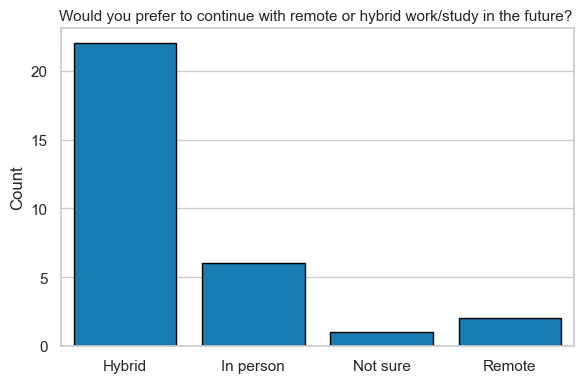 Would you prefer to continue with remote or hybrid work/study in the future?
20
15
10
5
0
Count
Hybrid
In person
Not sure
Remote